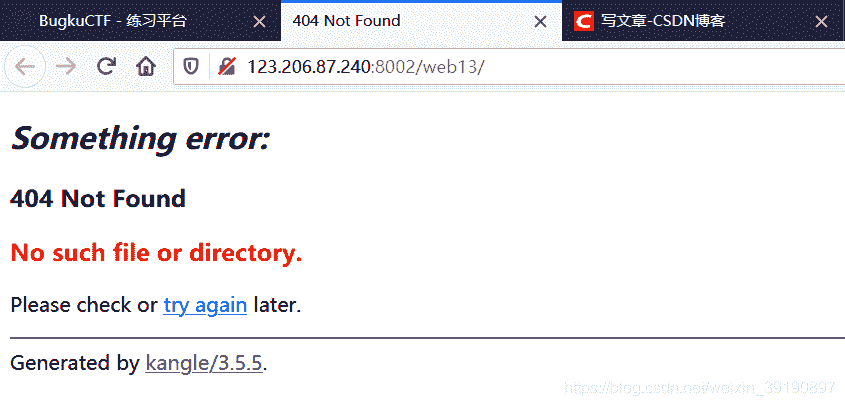 BugkuCTF - 练习平台
404 Not Found
写文章-CSDN博客
123.206.87.240:8002/web13/
Something error:
404 Not Found
No such file or directory.
Please check or try again later.
Generated by kangle/3.5.5.
https://blog.csdn.net/weixin_39190897